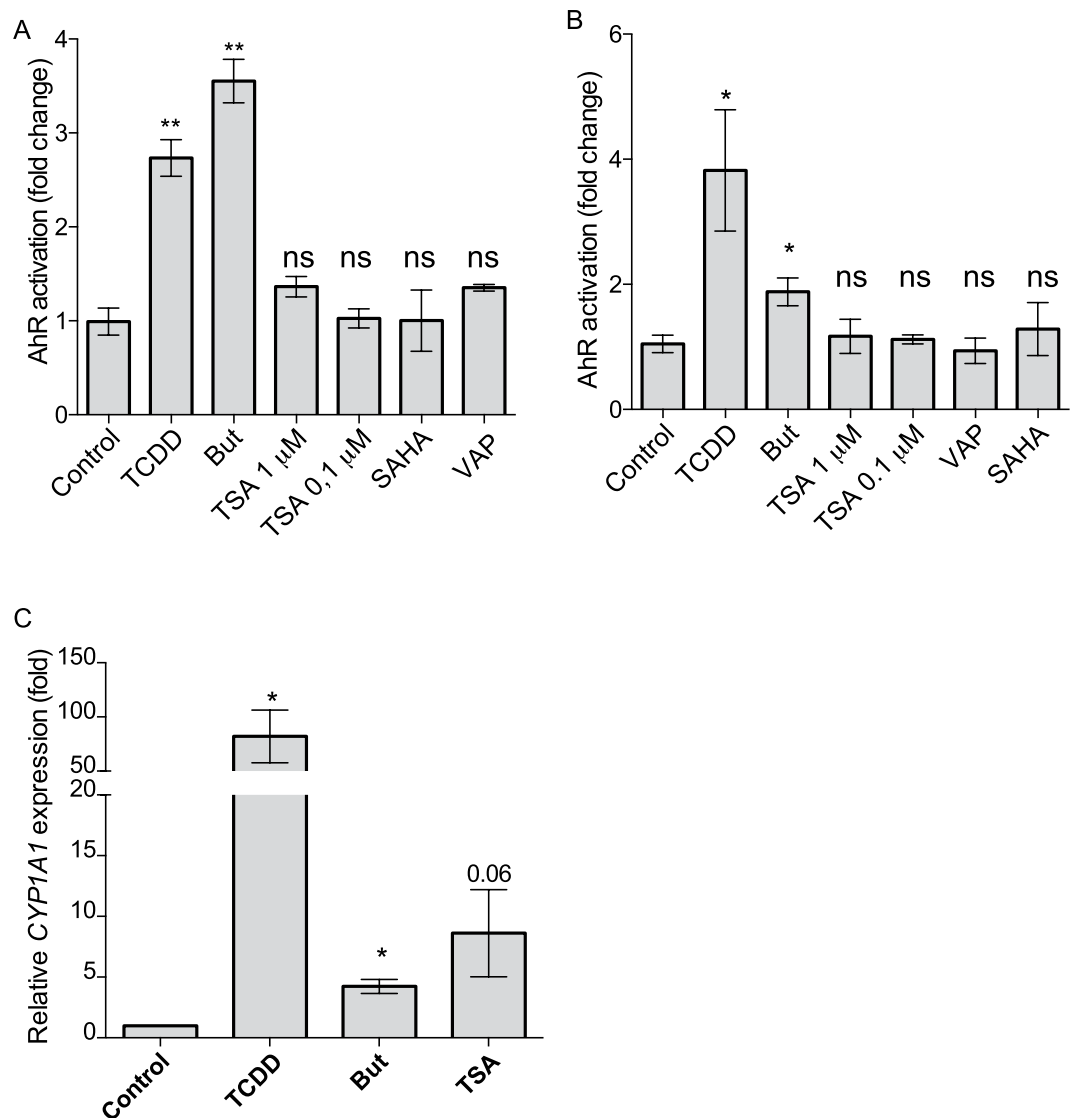 A
AhR activation (fold change)
4
3
2
1
0
**
**
ns
ns
ns
ns
Control
TCDD
But
TSA 1 µM
TSA 0,1 µM
SAHA
VAP
B
AhR activation (fold change)
6
4
2
0
*
*
ns
ns
ns
ns
Control
TCDD
But
TSA 1 µM
TSA 0.1 µM
VAP
SAHA
C
Relative CYP1A1 expression (fold)
150
100
50
20
15
10
5
0
*
*
0.06
Control
TCDD
But
TSA